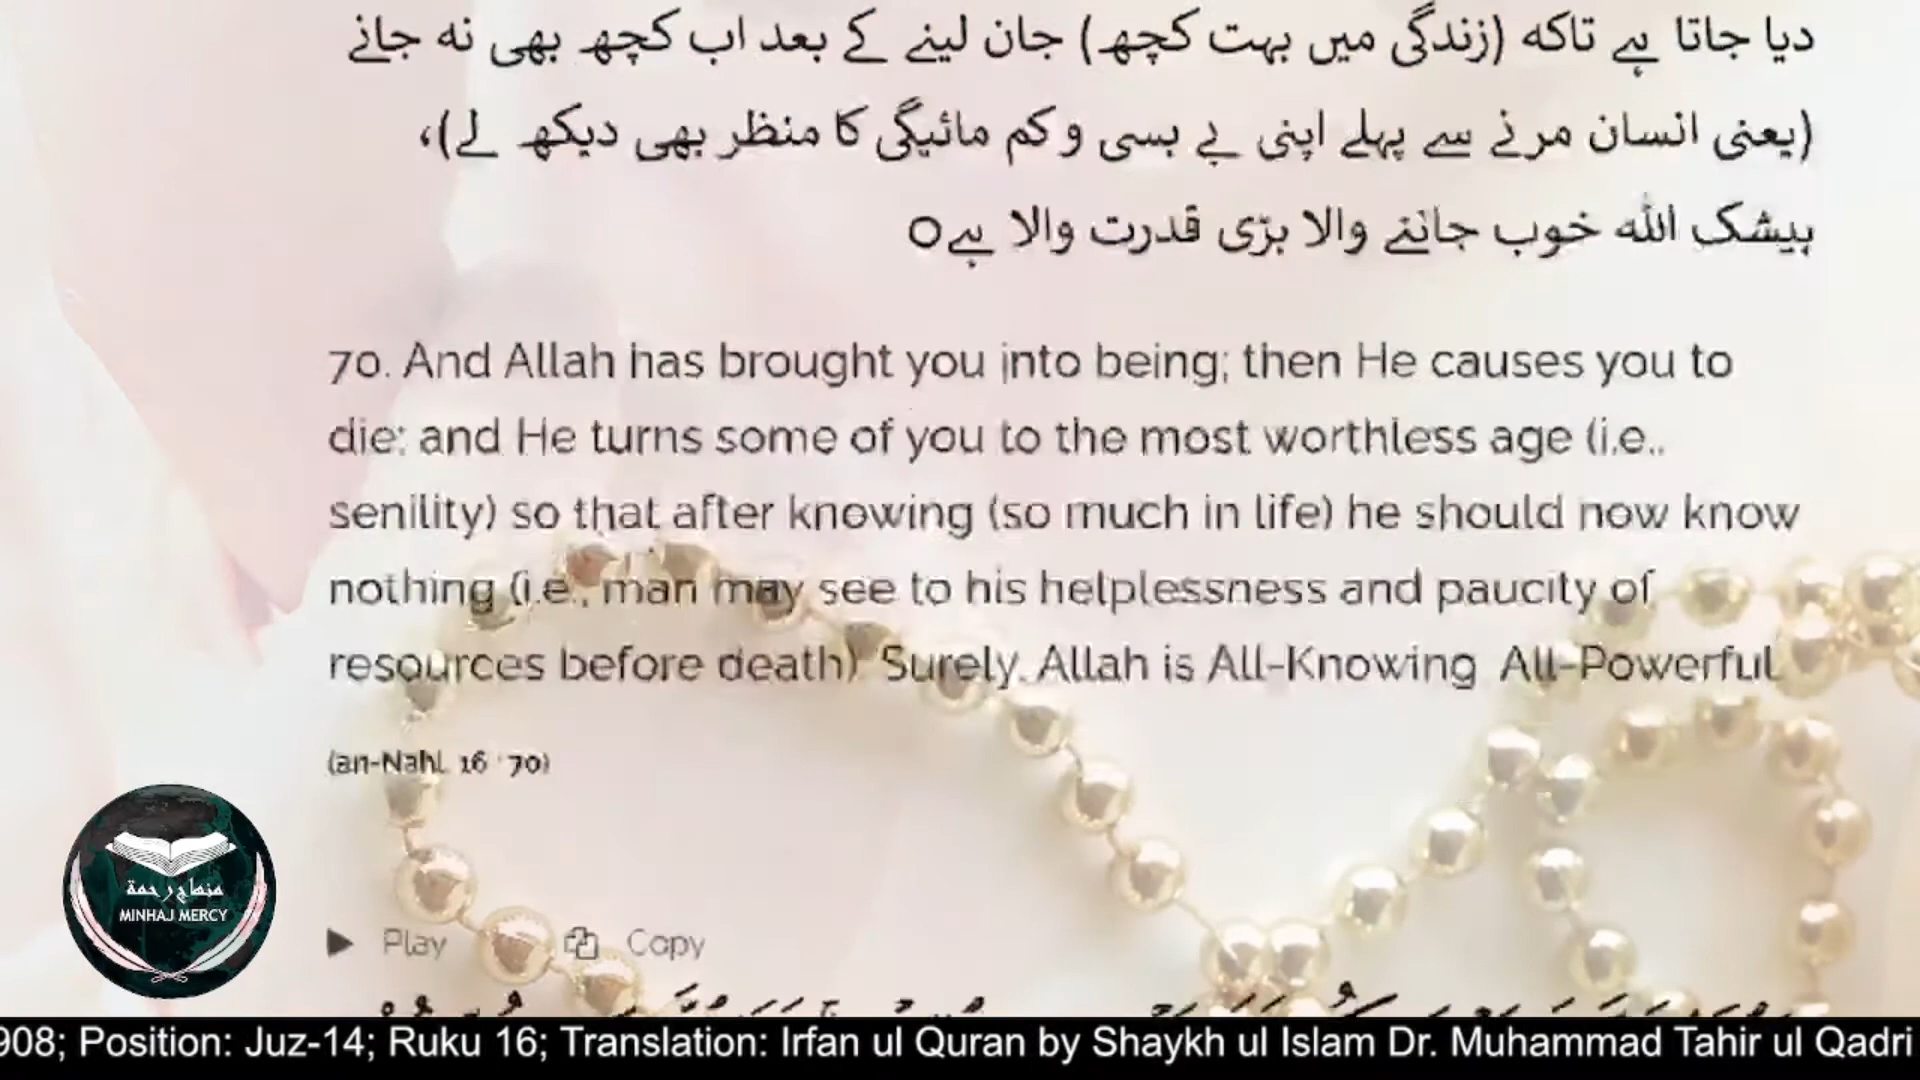 دیا جاتا ہے تاکہ (زندگی میں بہت کچھ) جان لینے کے بعد اب کچھ بھی نہ جانے
(یعنی انسان مرنے سے پہلے اپنی بے بسی و کم مائیگی کا منظر بھی دیکھ لے)،
بیشک اللہ خوب جاننے والا بڑی قدرت والا ہےo
70. And Allah has brought you into being; then He causes you to
die; and He turns some of you to the most worthless age (i.e.,
senility) so that after knowing (so much in life) he should now know
nothing (i.e., man may see to his helplessness and paucity of
resources before death). Surely, Allah is All-Knowing All-Powerful
(an-Nahl, 16 : 70)
منهاج رحمة
MINHAJ MERCY
Play Copy
908; Position: Juz-14; Ruku 16; Translation: Irfan ul Quran by Shaykh ul Islam Dr. Muhammad Tahir ul Qadri